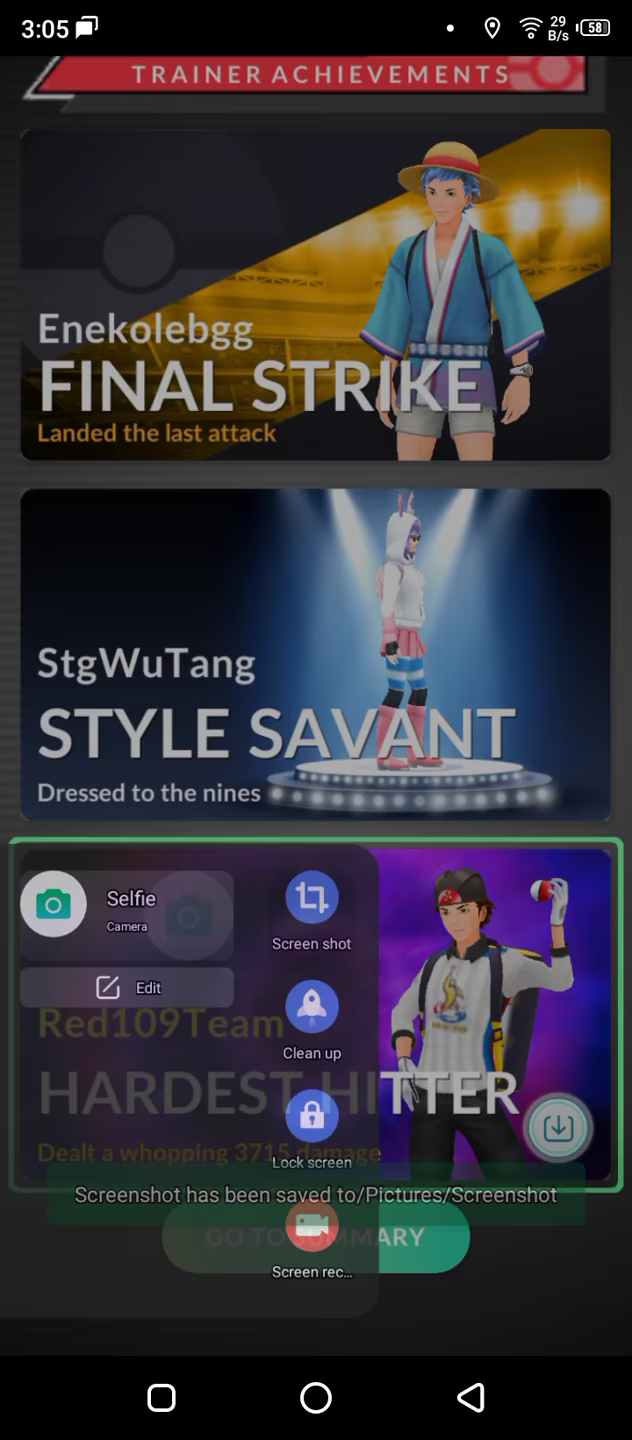 3:05
29
B/s
58
TRAINER ACHIEVEMENTS
Enekolebgg
FINAL STRIKE
Landed the last attack
StgWuTang
STYLE SAVANT
Dressed to the nines
Selfie
Camera
Edit
Screen shot
Clean up
Lock screen
Screen rec...
Red109Team
HARDEST HITTER
Dealt a whopping 3715 damage
Screenshot has been saved to/Pictures/Screenshot
GO TO SUMMARY